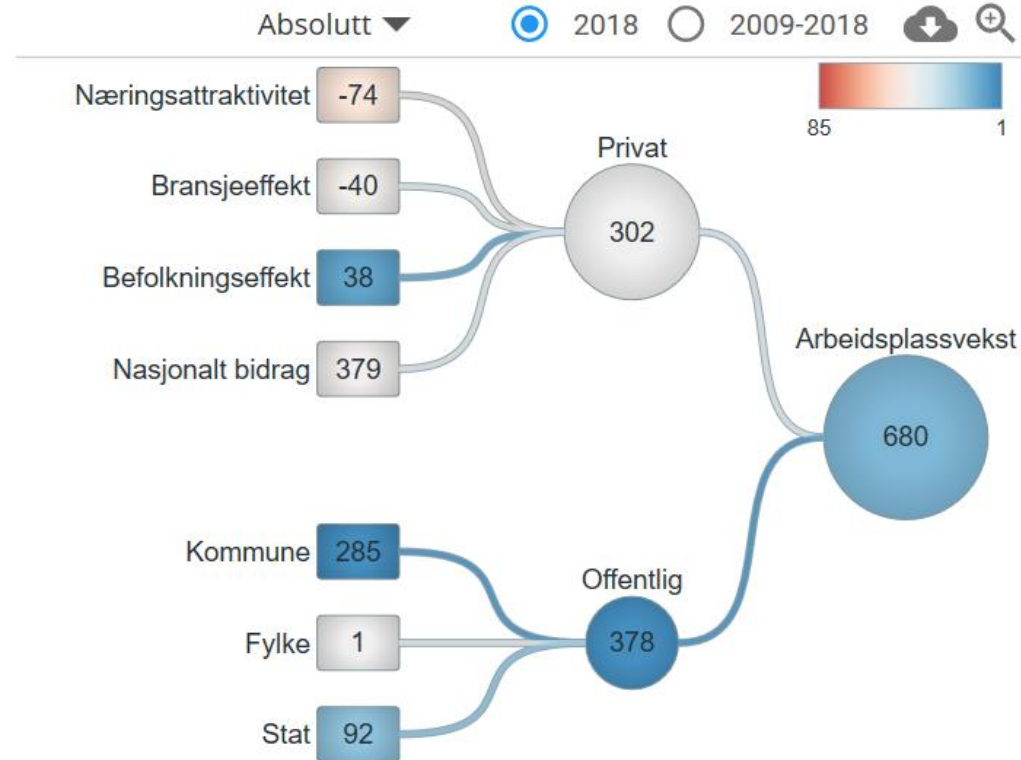 Absolutt 2018 2009-2018
85 1
Næringsattraktivitet -74
Bransjeeffekt -40
Befolkningseffekt 38
Nasjonalt bidrag 379
Privat
302
Arbeidsplassvekst
680
Kommune 285
Fylke 1
Stat 92
Offentlig
378